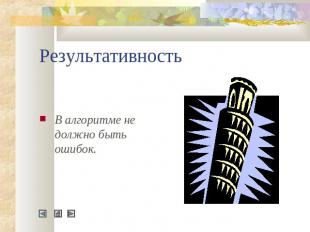 Результативность
В алгоритме не
должно быть
ошибок.